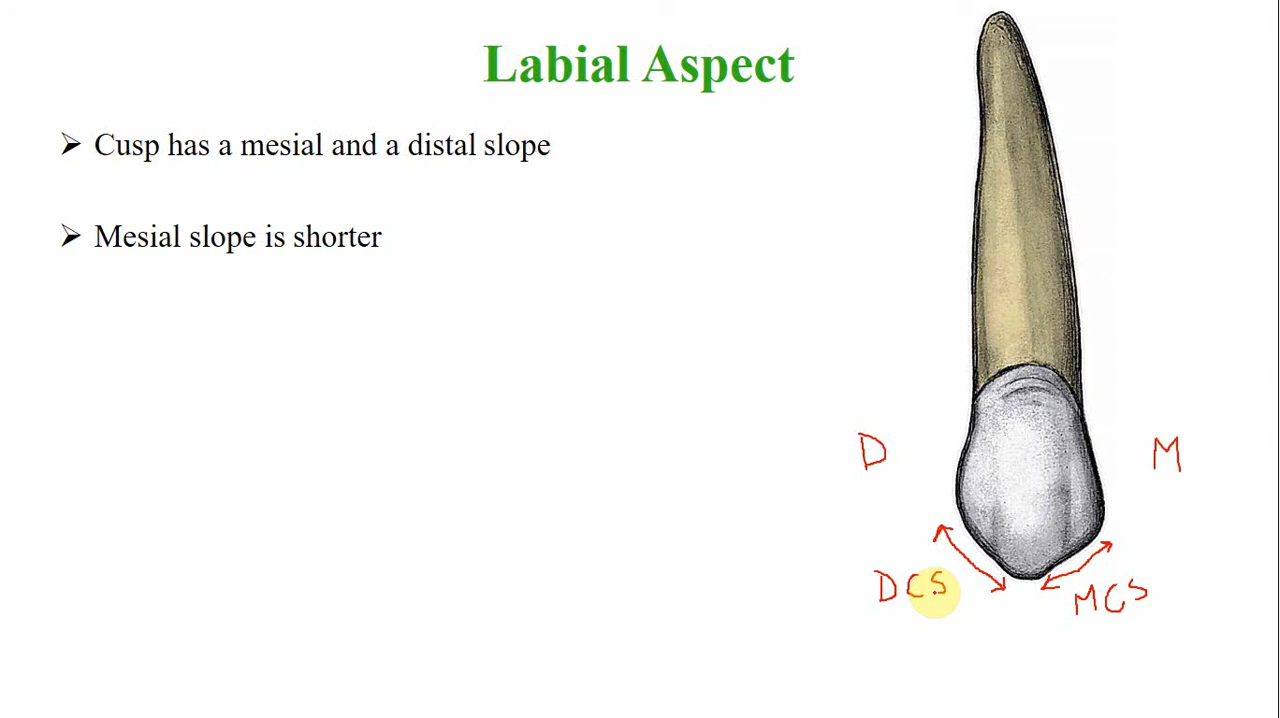 Labial Aspect
➢ Cusp has a mesial and a distal slope
➢ Mesial slope is shorter
D
M
DCS
MCS